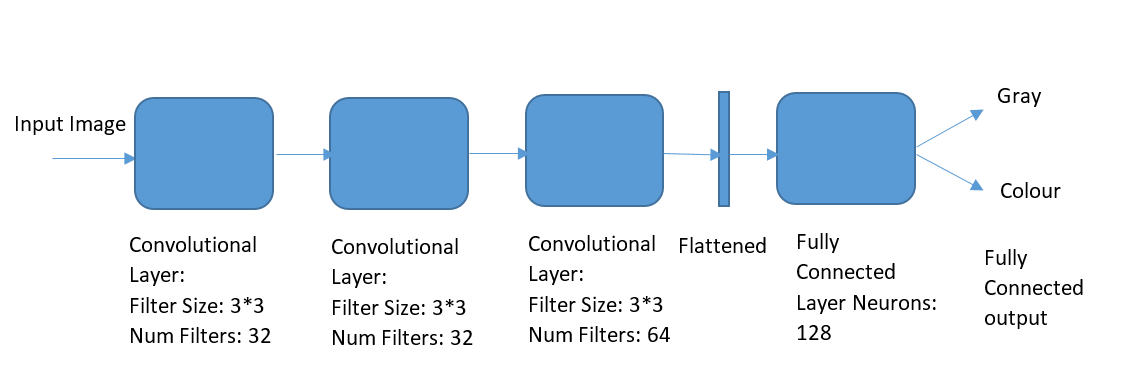 Input Image
Gray
Colour
Convolutional
Layer:
Filter Size: 3*3
Num Filters: 32
Convolutional
Layer:
Filter Size: 3*3
Num Filters: 32
Convolutional
Layer:
Filter Size: 3*3
Num Filters: 64
Flattened
Fully
Connected
Layer Neurons:
128
Fully
Connected
output